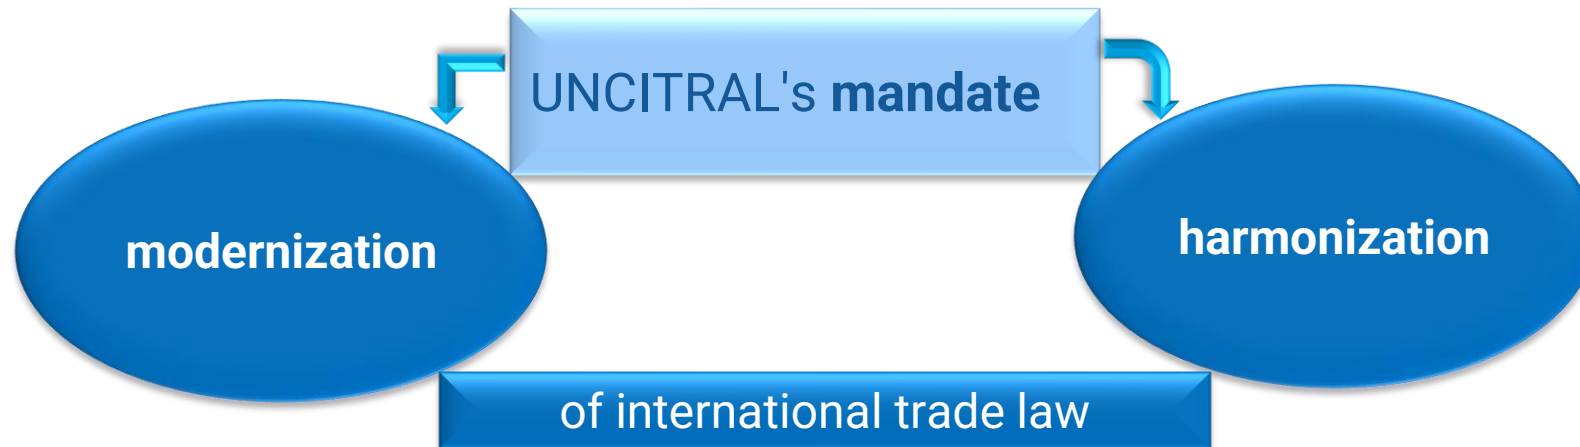 UNCITRAL's mandate
modernization
harmonization
of international trade law